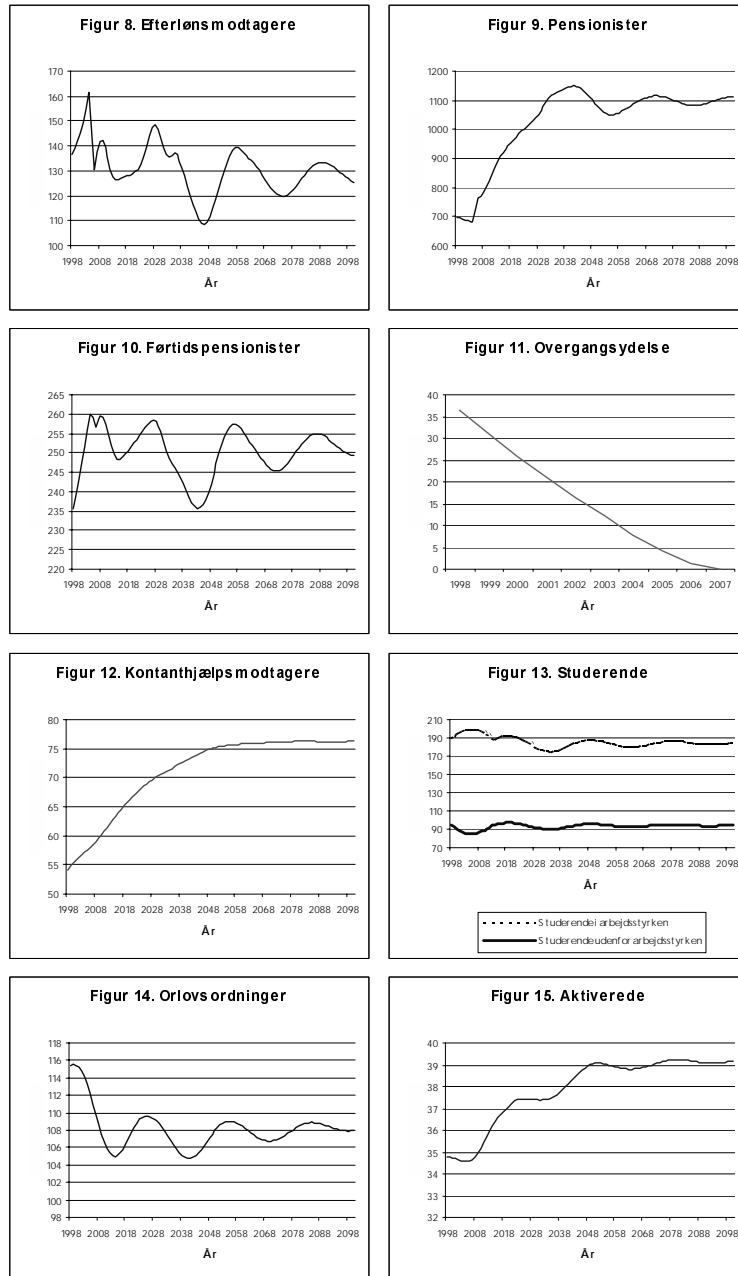 Figur 8. Efterlønsmodtagere
170
160
150
140
130
120
110
100
1998 2008 2018 2028 2038 2048 2058 2068 2078 2088 2098
År
Figur 9. Pensionister
1200
1100
1000
900
800
700
600
1998 2008 2018 2028 2038 2048 2058 2068 2078 2088 2098
År
Figur 10. Førtidspensionister
265
260
255
250
245
240
235
230
225
220
1998 2008 2018 2028 2038 2048 2058 2068 2078 2088 2098
År
Figur 11. Overgangsydelse
40
35
30
25
20
15
10
5
0
1998 1999 2000 2001 2002 2003 2004 2005 2006 2007
År
Figur 12. Kontanthjælpsmodtagere
80
75
70
65
60
55
50
1998 2008 2018 2028 2038 2048 2058 2068 2078 2088 2098
År
Figur 13. Studerende
210
190
170
150
130
110
90
70
1998 2008 2018 2028 2038 2048 2058 2068 2078 2088 2098
År
Studerende i arbejdsstyrken
Studerende udenfor arbejdsstyrken
Figur 14. Orlovsordninger
118
116
114
112
110
108
106
104
102
100
98
1998 2008 2018 2028 2038 2048 2058 2068 2078 2088 2098
År
Figur 15. Aktiverede
40
39
38
37
36
35
34
33
32
1998 2008 2018 2028 2038 2048 2058 2068 2078 2088 2098
År